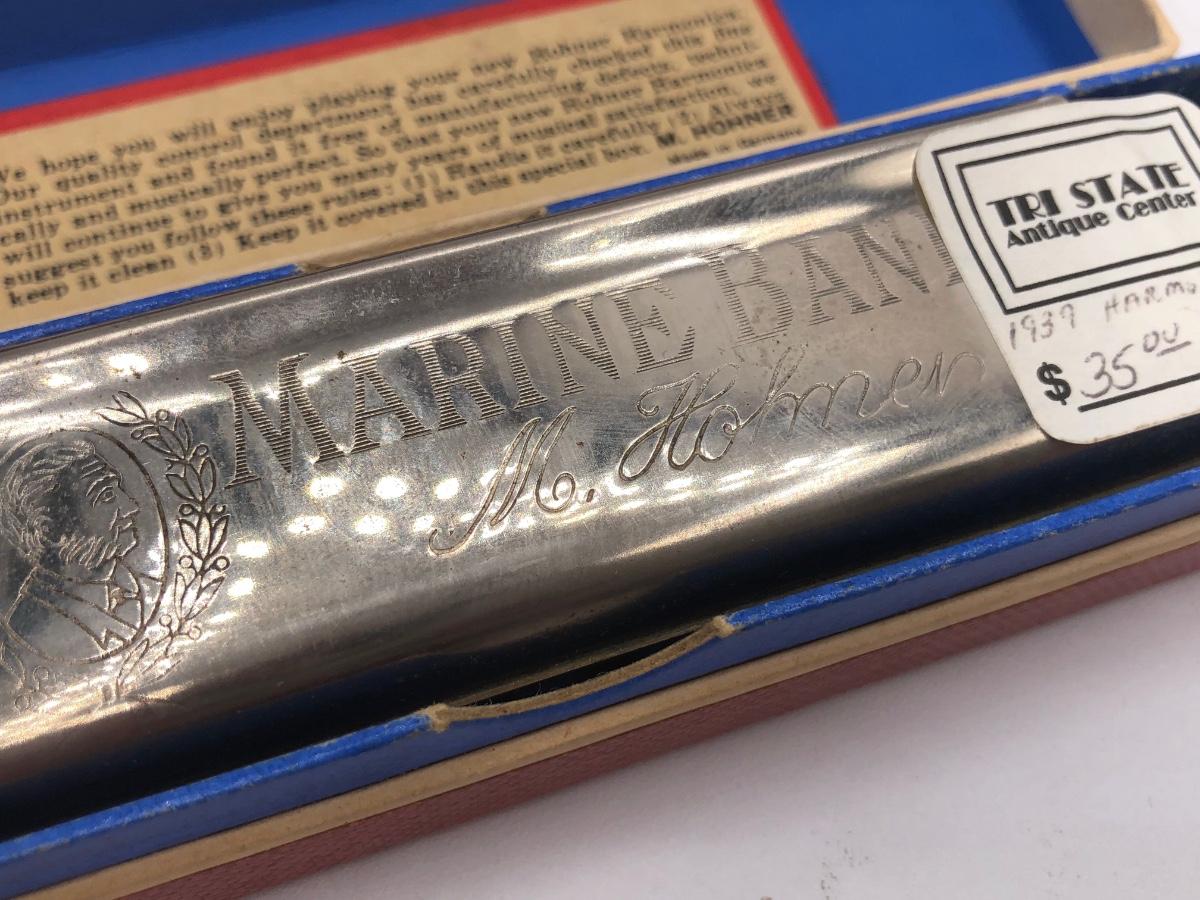 We hope you will enjoy playing your new Hohner Harmonica.
Our quality control department has carefully checked this fine
instrument and found it free of manufacturing defects, techni-
cally and musically perfect. So that your new Hohner Harmonica
will continue to give you many years of musical satisfaction, we
suggest you follow these rules: (1) Handle it carefully (2) Always
keep it clean (3) Keep it covered in this special box. M. HOHNER
Made in Germany
MARINE BAN
M. Hohner
TRI STATE
Antique Center
1939 HARMO
$ 35.00